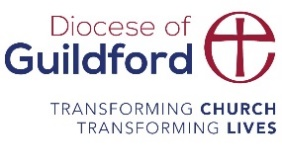 Diocese of
Guildford
TRANSFORMING CHURCH
TRANSFORMING LIVES